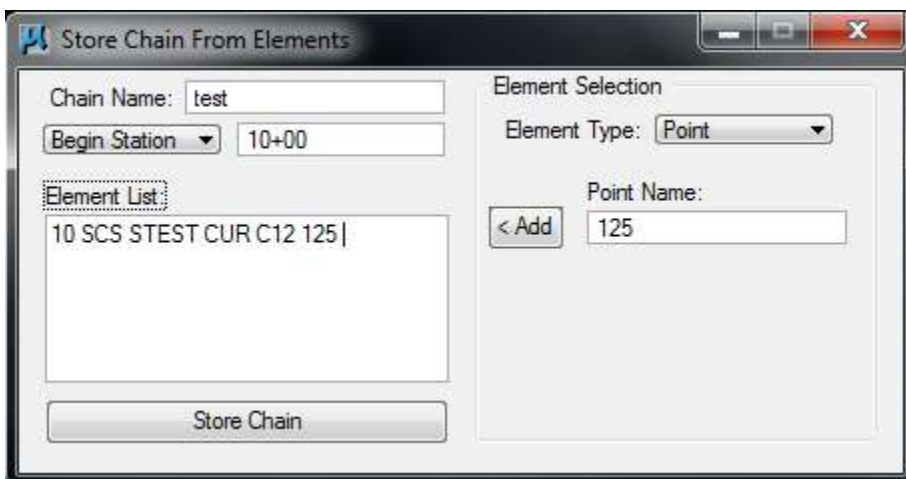 Store Chain From Elements
Chain Name: test
Begin Station 10+00
Element List:
10 SCS STEST CUR C12 125
Store Chain
Element Selection
Element Type: Point
Point Name:
< Add 125